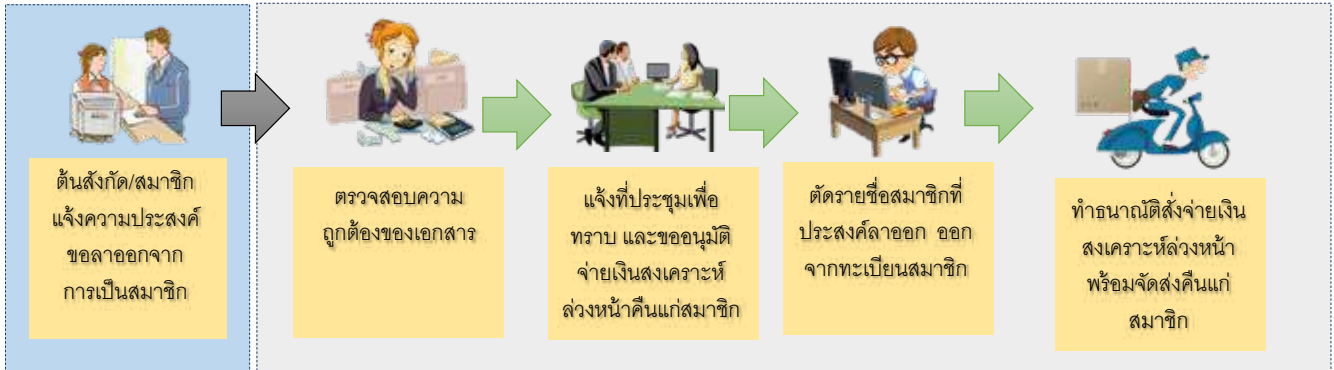 ต้นสังกัด/สมาชิก
แจ้งความประสงค์
ขอลาออกจาก
การเป็นสมาชิก
ตรวจสอบความ
ถูกต้องของเอกสาร
แจ้งที่ประชุมเพื่อ
ทราบ และขออนุมัติ
จ่ายเงินสงเคราะห์
ล่วงหน้าคืนแก่สมาชิก
ตัดรายชื่อสมาชิกที่
ประสงค์ลาออก ออก
จากทะเบียนสมาชิก
ทำธนาณัติสั่งจ่ายเงิน
สงเคราะห์ล่วงหน้า
พร้อมจัดส่งคืนแก่
สมาชิก